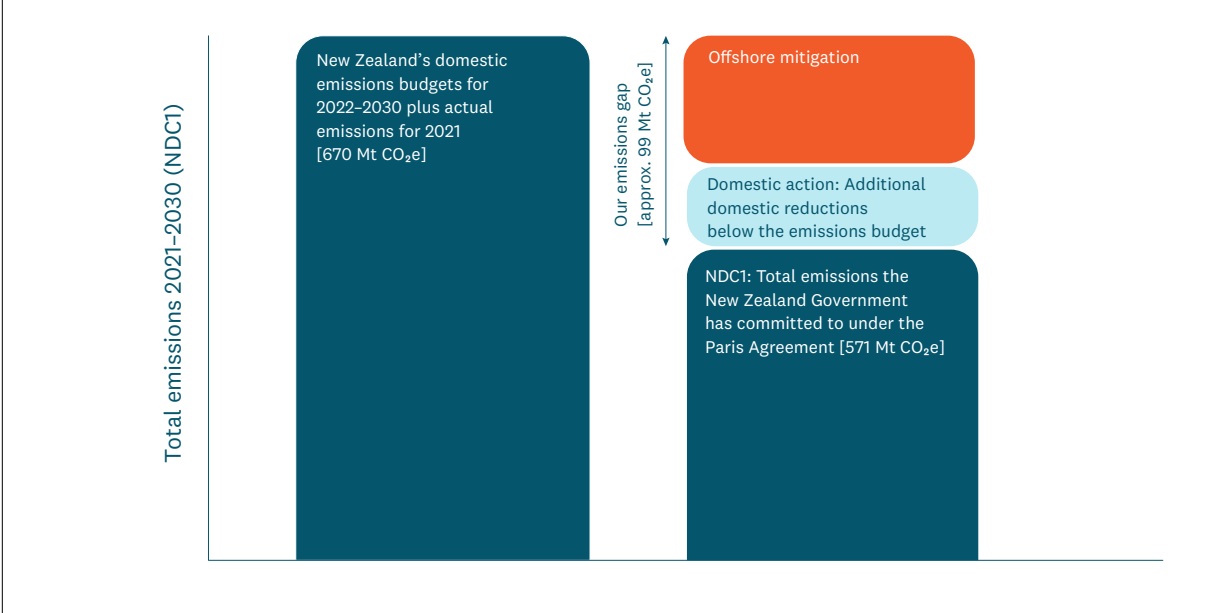 Total emissions 2021–2030 (NDC1)
New Zealand’s domestic
emissions budgets for
2022–2030 plus actual
emissions for 2021
[670 Mt CO₂e]
Our emissions gap
[approx. 99 Mt CO₂e]
Offshore mitigation
Domestic action: Additional
domestic reductions
below the emissions budget
NDC1: Total emissions the
New Zealand Government
has committed to under the
Paris Agreement [571 Mt CO₂e]